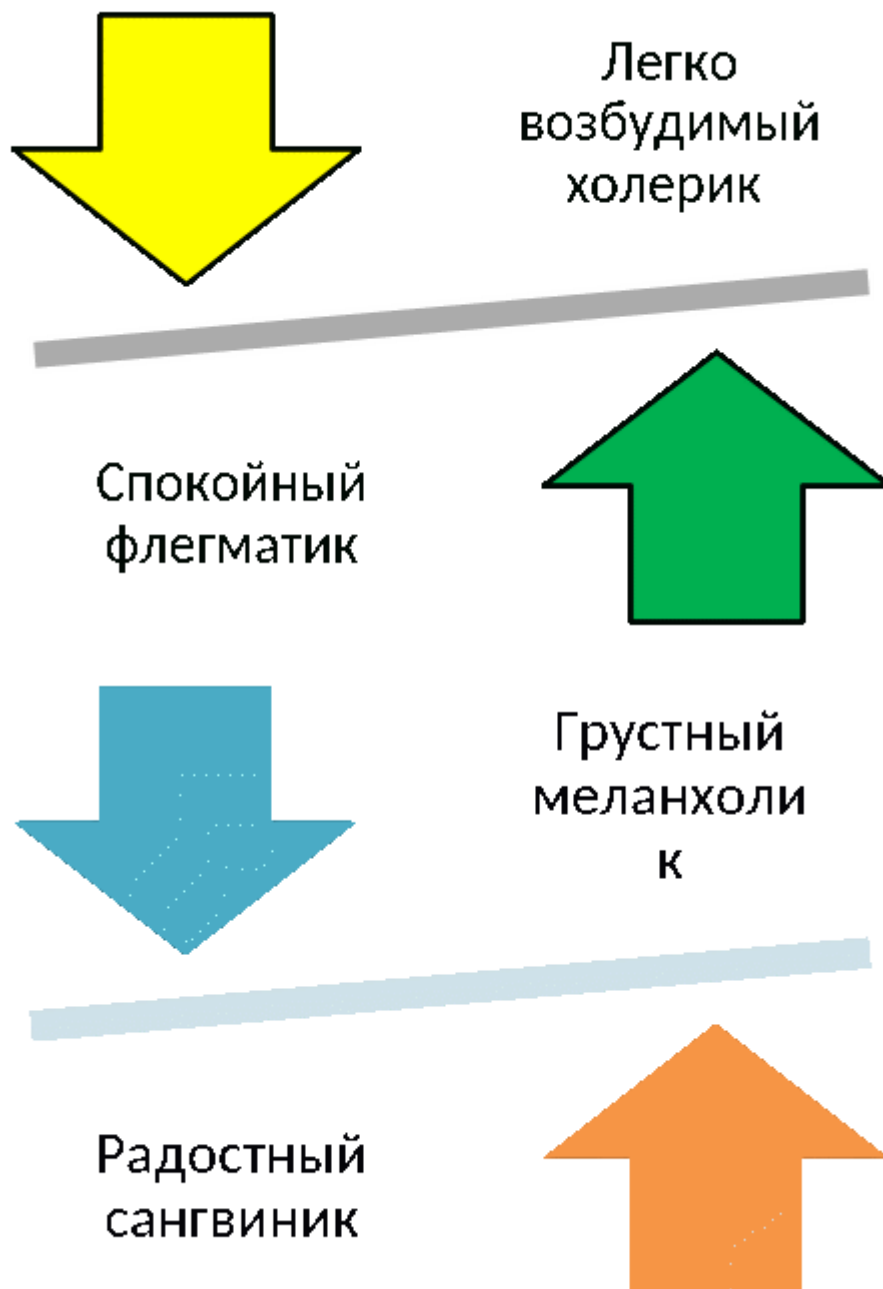 Легко
возбудимый
холерик
Спокойный
флегматик
Грустный
меланхоли
к
Радостный
сангвиник